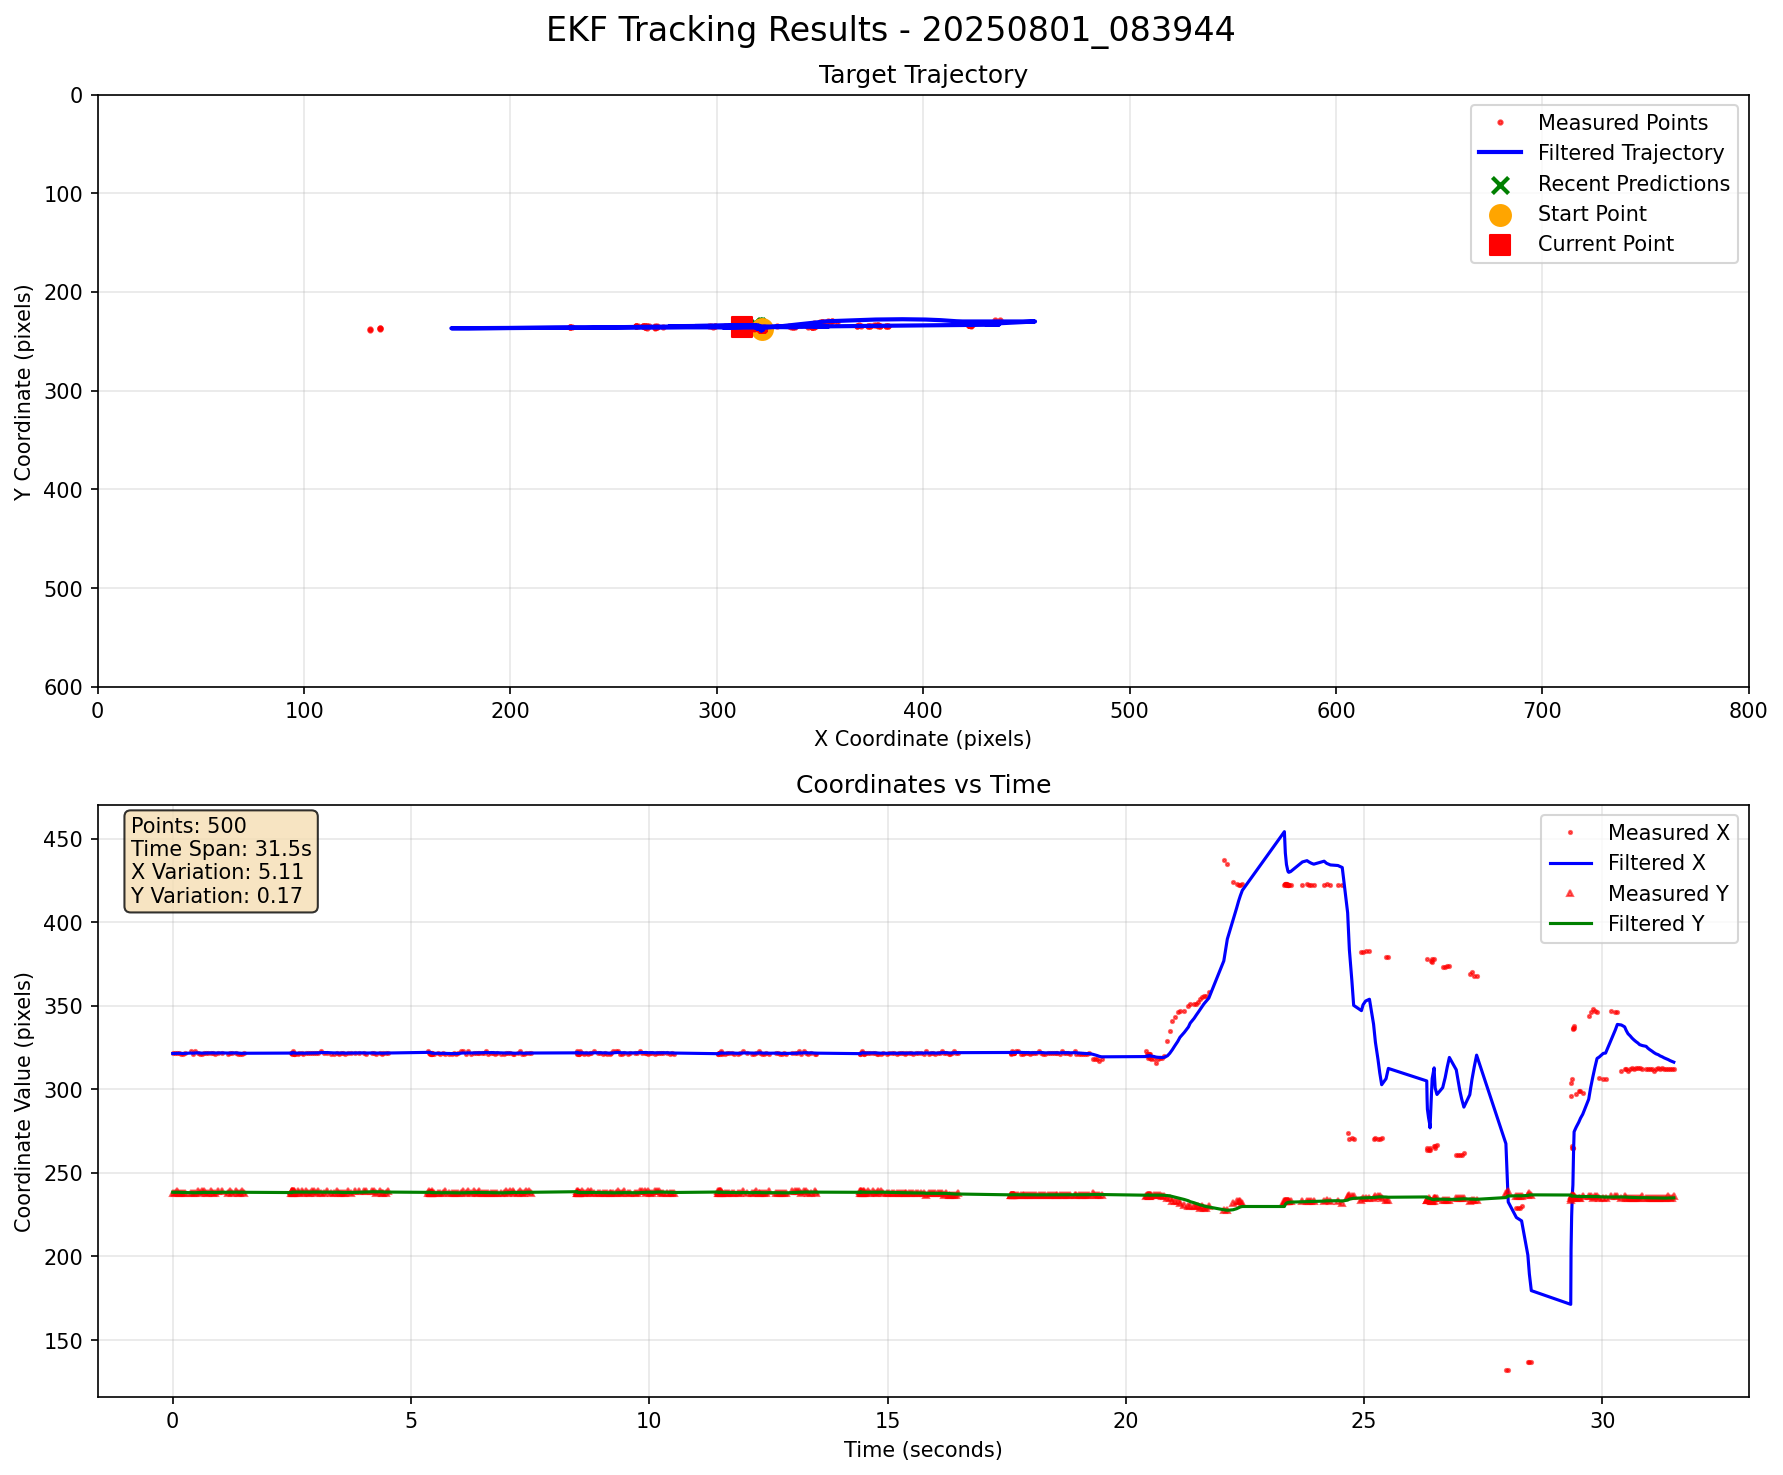 EKF Tracking Results - 20250801_083944
Target Trajectory
0
100
200
300
400
500
600
Y Coordinate (pixels)
Measured Points
Filtered Trajectory
Recent Predictions
Start Point
Current Point
0 100 200 300 400 500 600 700 800
X Coordinate (pixels)
Coordinates vs Time
Points: 500
Time Span: 31.5s
X Variation: 5.11
Y Variation: 0.17
Measured X
Filtered X
Measured Y
Filtered Y
450
400
350
300
250
200
150
Coordinate Value (pixels)
0 5 10 15 20 25 30
Time (seconds)